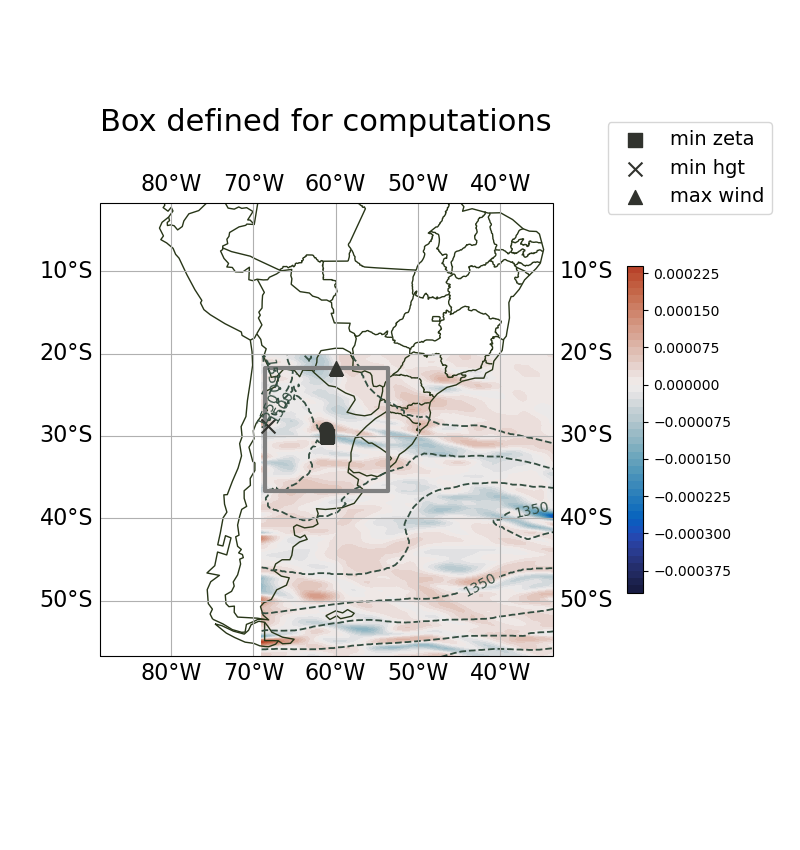 Box defined for computations
min zeta
min hgt
max wind
80°W 70°W 60°W 50°W 40°W
10°S 10°S
20°S 20°S
30°S 30°S
40°S 40°S
50°S 50°S
80°W 70°W 60°W 50°W 40°W
1350
1350
0.000225
0.000150
0.000075
0.000000
−0.000075
−0.000150
−0.000225
−0.000300
−0.000375